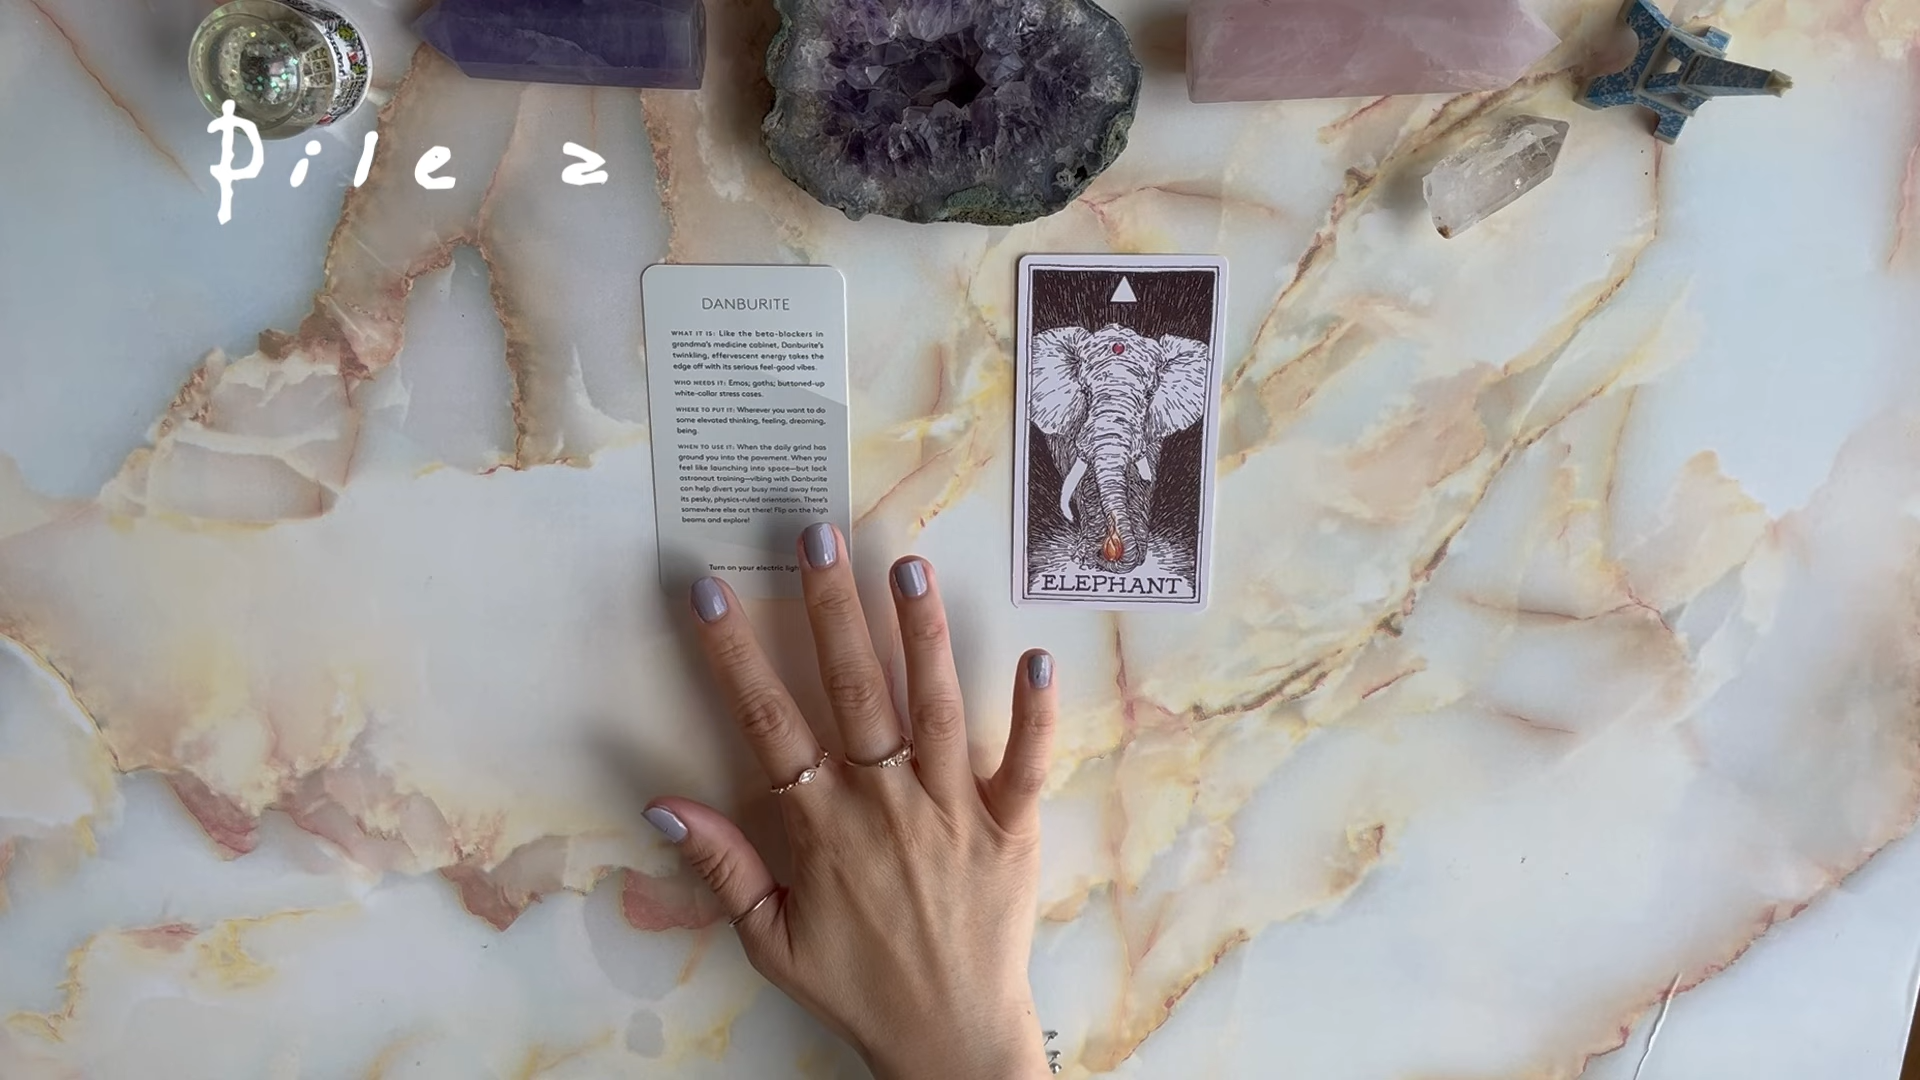 Pile 2
DANBURITE
WHAT IT IS: Like the beta-blockers in
grandma's medicine cabinet, Danburite's
twinkling, effervescent energy takes the
edge off with its serious feel-good vibes.
WHO NEEDS IT: Emos; goths; buttoned-up
white-collar stress cases.
WHERE TO PUT IT: Wherever you want to do
some elevated thinking, feeling, dreaming,
being.
WHEN TO USE IT: When the daily grind has
ground you into the pavement. When you
feel like launching into space—but lack
astronaut training—vibing with Danburite
can help divert your busy mind away from
its pesky, physics-ruled orientation. There's
somewhere else out there! Flip on the high
beams and explore!
Turn on your electric
ELEPHANT